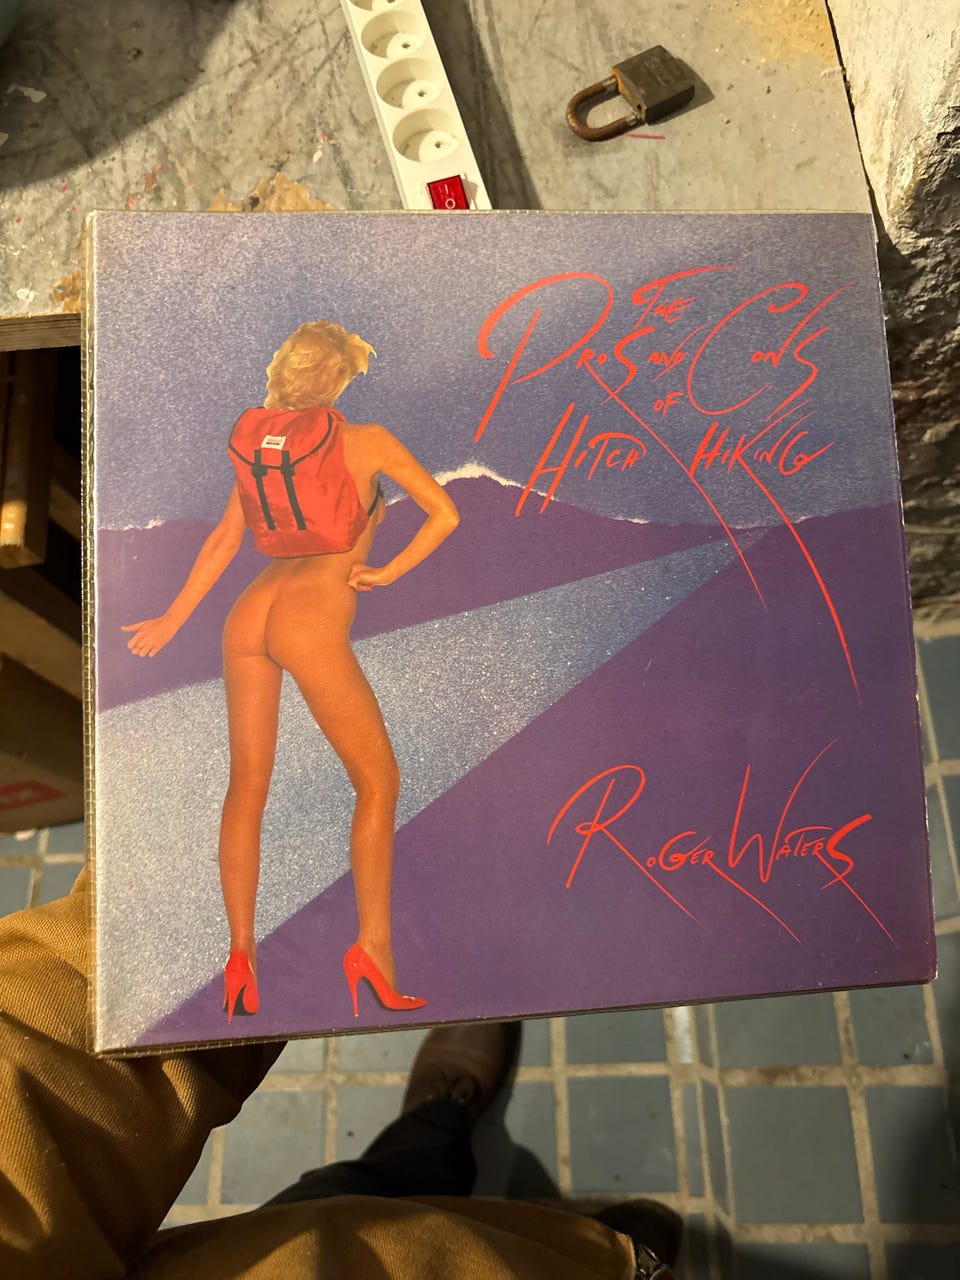 THE
PROS AND CONS
OF
HITCH HIKING
ROGER WATERS